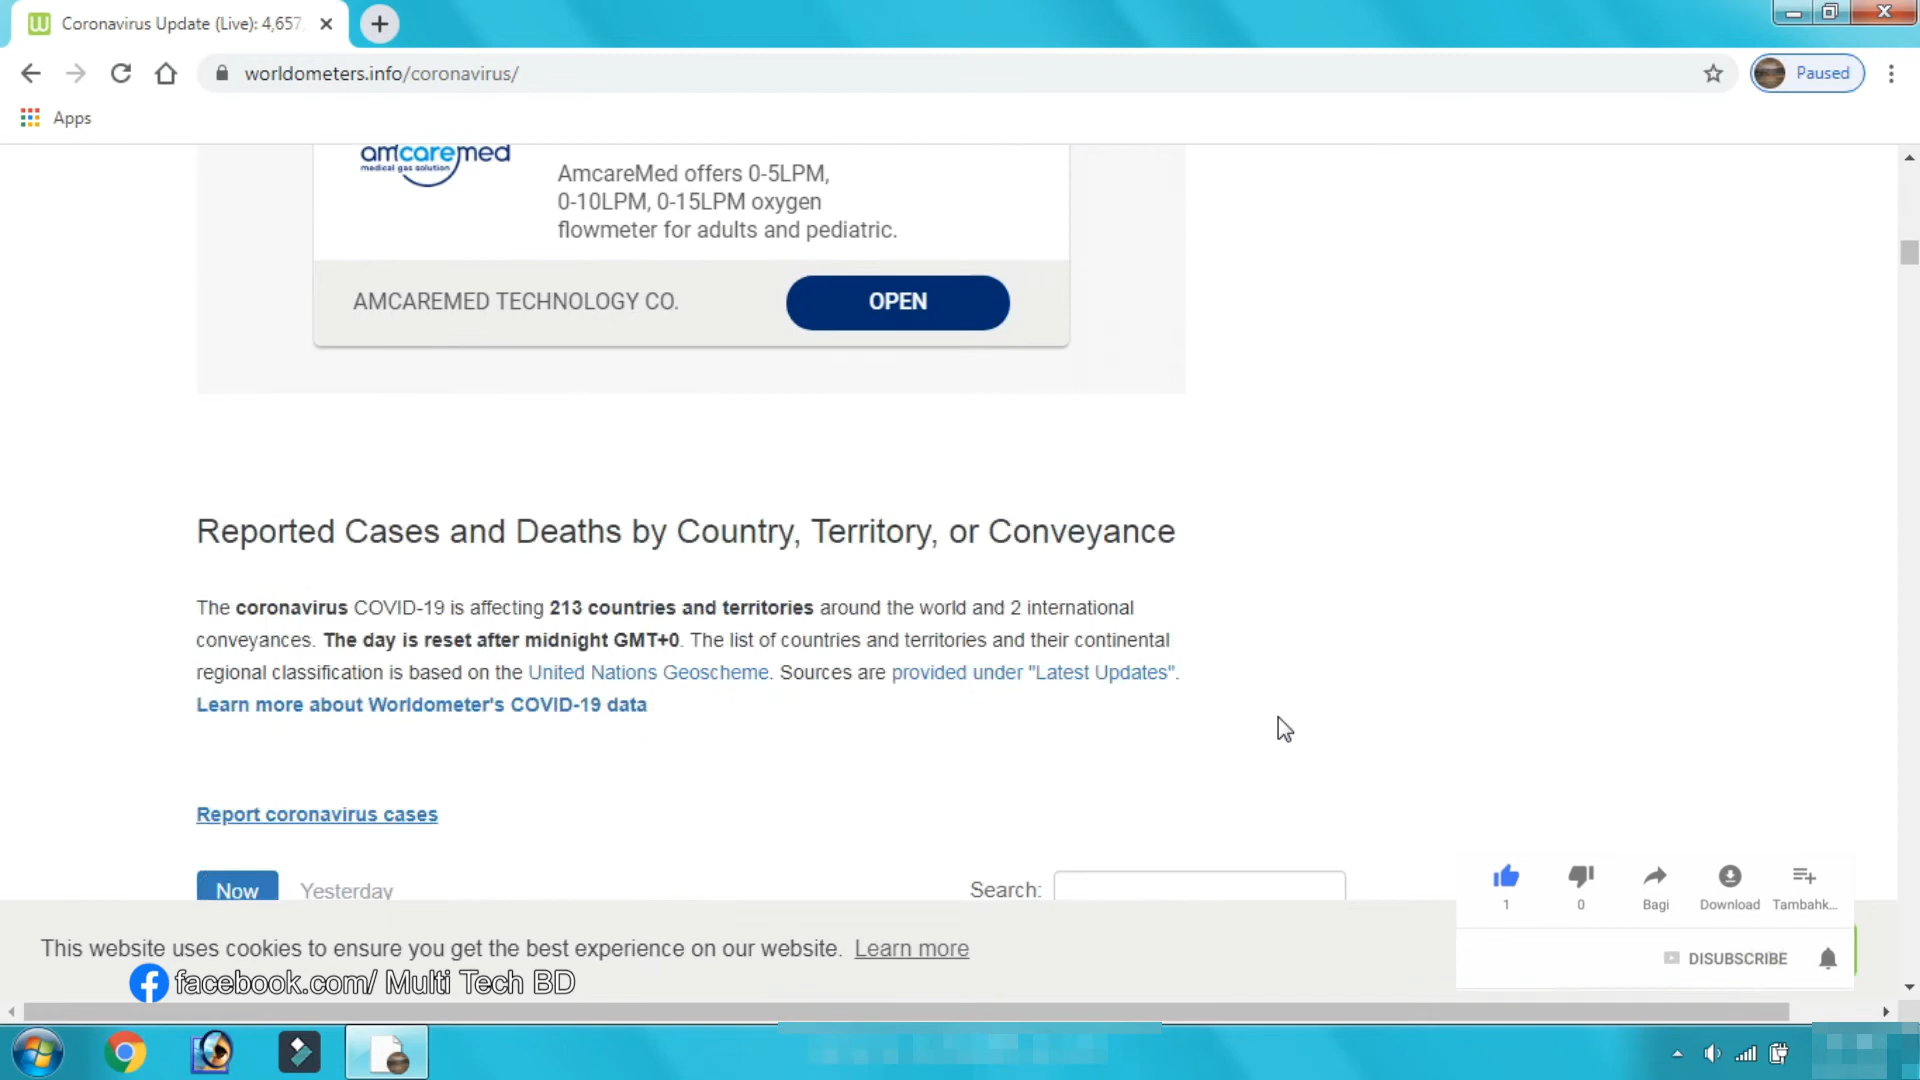 Coronavirus Update (Live): 4,657,
worldometers.info/coronavirus/
Paused
Apps
amcaremed
medical gas solution
AmcareMed offers 0-5LPM,
0-10LPM, 0-15LPM oxygen
flowmeter for adults and pediatric.
AMCAREMED TECHNOLOGY CO.
OPEN
Reported Cases and Deaths by Country, Territory, or Conveyance
The coronavirus COVID-19 is affecting 213 countries and territories around the world and 2 international
conveyances. The day is reset after midnight GMT+0. The list of countries and territories and their continental
regional classification is based on the United Nations Geoscheme. Sources are provided under "Latest Updates".
Learn more about Worldometer's COVID-19 data
Report coronavirus cases
Now Yesterday Search:
1 0 Bagi Download Tambahk...
This website uses cookies to ensure you get the best experience on our website. Learn more
DISUBSCRIBE
facebook.com/ Multi Tech BD